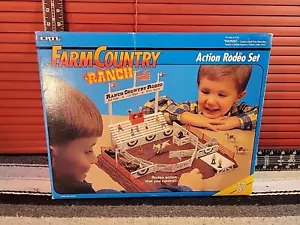 ERTL
FARM COUNTRY
RANCH
Action Rodeo Set
RANCH COUNTRY RODEO
Rodeo action
that you control!